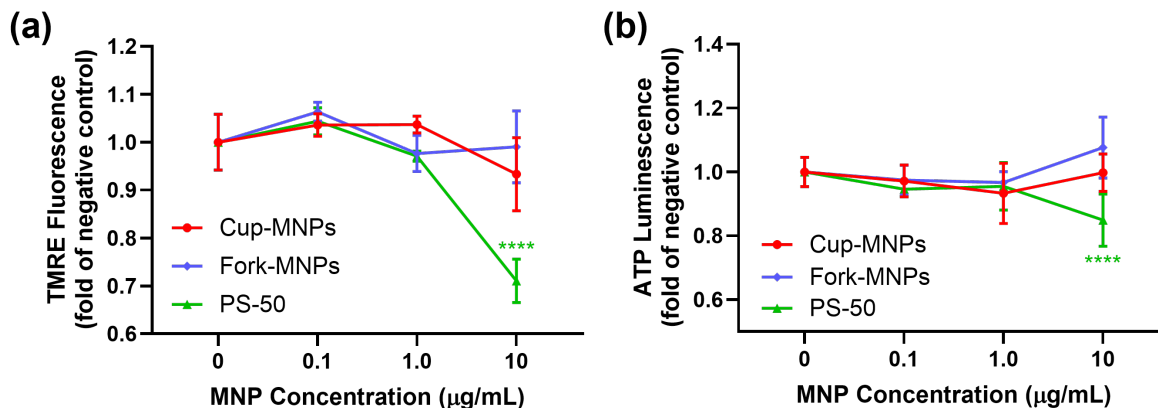 (a)
TMRE Fluorescence
(fold of negative control)
1.2
1.1
1.0
0.9
0.8
0.7
0.6
Cup-MNPs
Fork-MNPs
PS-50
****
0
0.1
1.0
10
MNP Concentration (μg/mL)
(b)
ATP Luminescence
(fold of negative control)
1.4
1.2
1.0
0.8
0.6
Cup-MNPs
Fork-MNPs
PS-50
****
0
0.1
1.0
10
MNP Concentration (μg/mL)